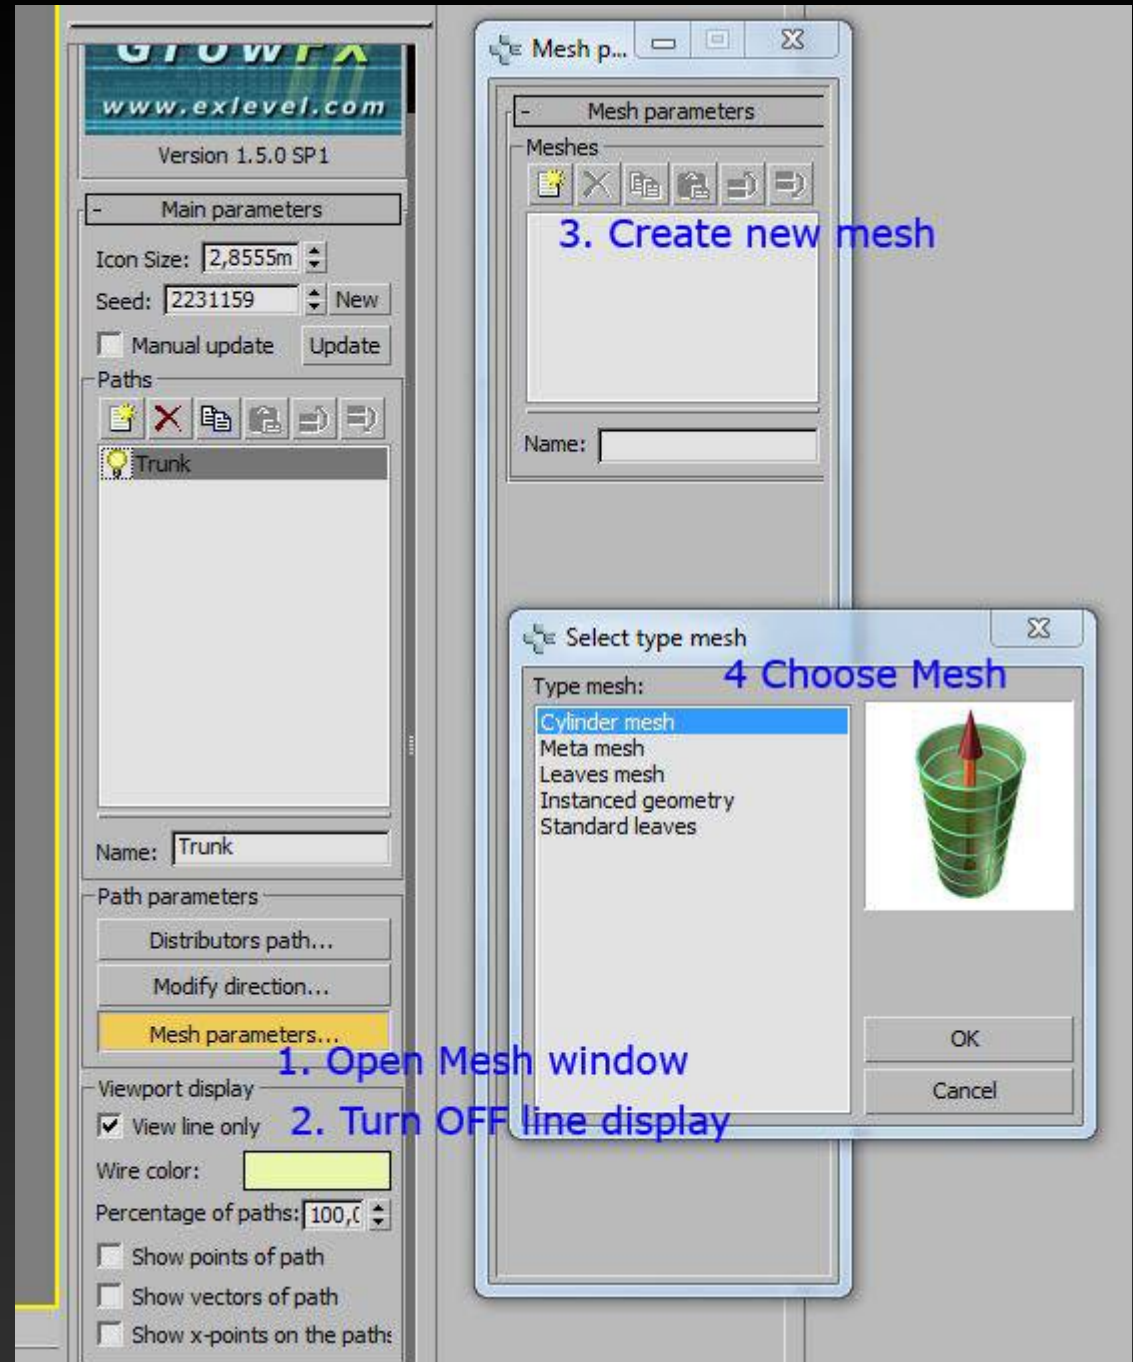 GrowFX
www.exlevel.com
Version 1.5.0 SP1
- Main parameters
Icon Size: 2,8555m
Seed: 2231159 New
Manual update Update
Paths
Trunk
Name: Trunk
Path parameters
Distributors path...
Modify direction...
Mesh parameters...
1. Open Mesh window
Viewport display
View line only
2. Turn OFF line display
Wire color:
Percentage of paths: 100,0
Show points of path
Show vectors of path
Show x-points on the paths
Mesh p...
- Mesh parameters
Meshes
3. Create new mesh
Name:
Select type mesh
4 Choose Mesh
Type mesh:
Cylinder mesh
Meta mesh
Leaves mesh
Instanced geometry
Standard leaves
OK
Cancel